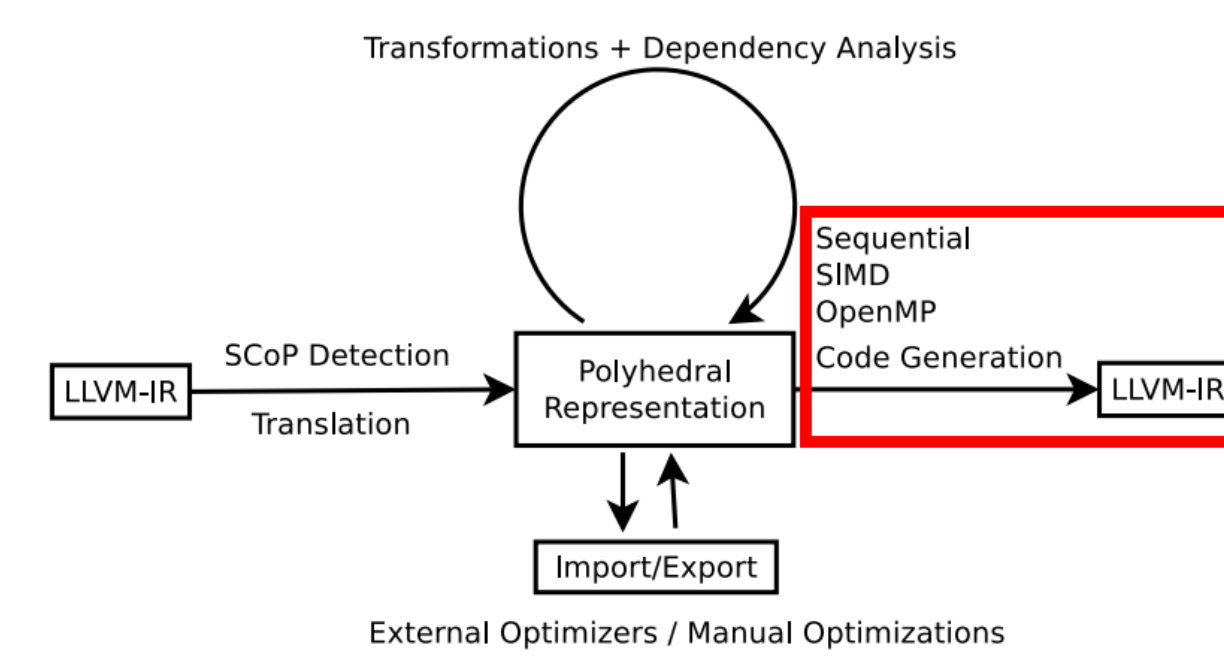 Transformations + Dependency Analysis
Sequential
SIMD
OpenMP
SCoP Detection
Code Generation
Polyhedral
Representation
LLVM-IR
LLVM-IR
Translation
Import/Export
External Optimizers / Manual Optimizations